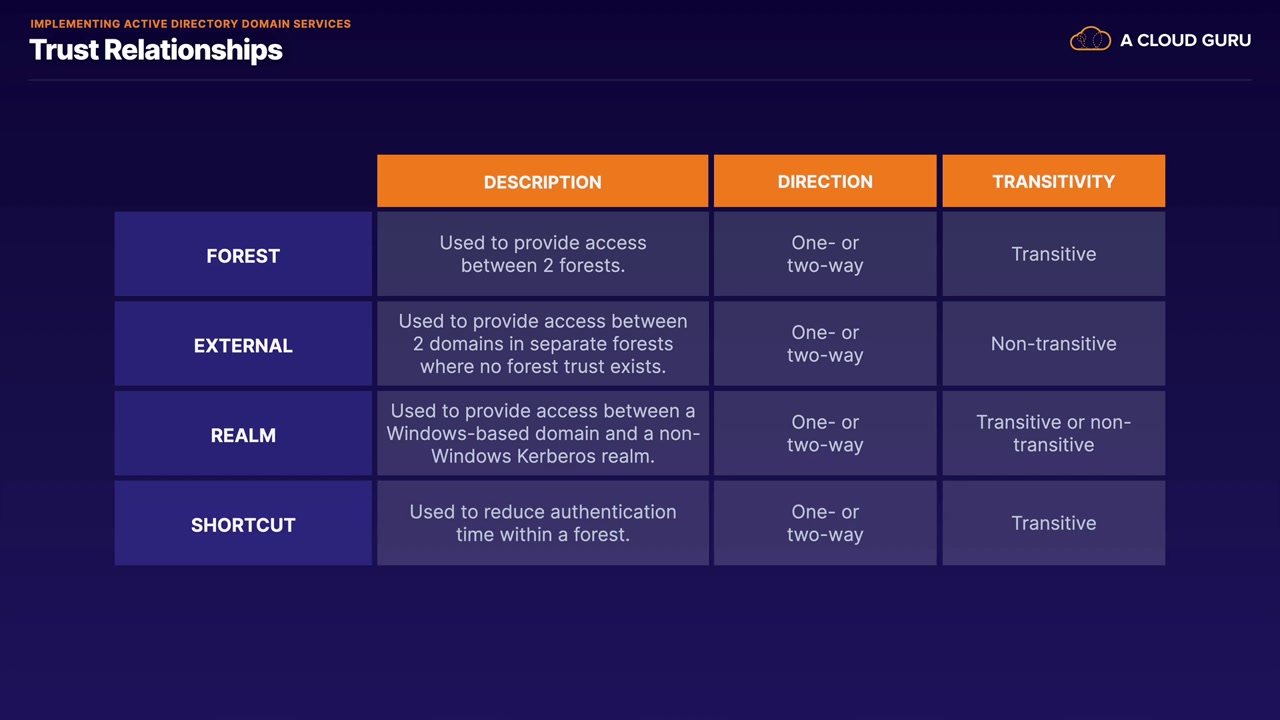 IMPLEMENTING ACTIVE DIRECTORY DOMAIN SERVICES
Trust Relationships
A CLOUD GURU
DESCRIPTION
DIRECTION
TRANSITIVITY
FOREST
Used to provide access
between 2 forests.
One- or
two-way
Transitive
EXTERNAL
Used to provide access between
2 domains in separate forests
where no forest trust exists.
One- or
two-way
Non-transitive
REALM
Used to provide access between a
Windows-based domain and a non-
Windows Kerberos realm.
One- or
two-way
Transitive or non-
transitive
SHORTCUT
Used to reduce authentication
time within a forest.
One- or
two-way
Transitive